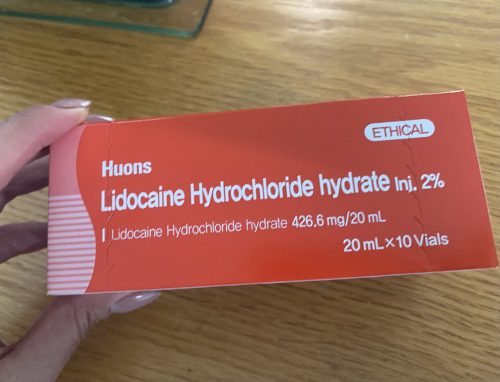 ETHICAL
Huons
Lidocaine Hydrochloride hydrate Inj. 2%
Lidocaine Hydrochloride hydrate 426.6 mg/20 mL
20 mL×10 Vials